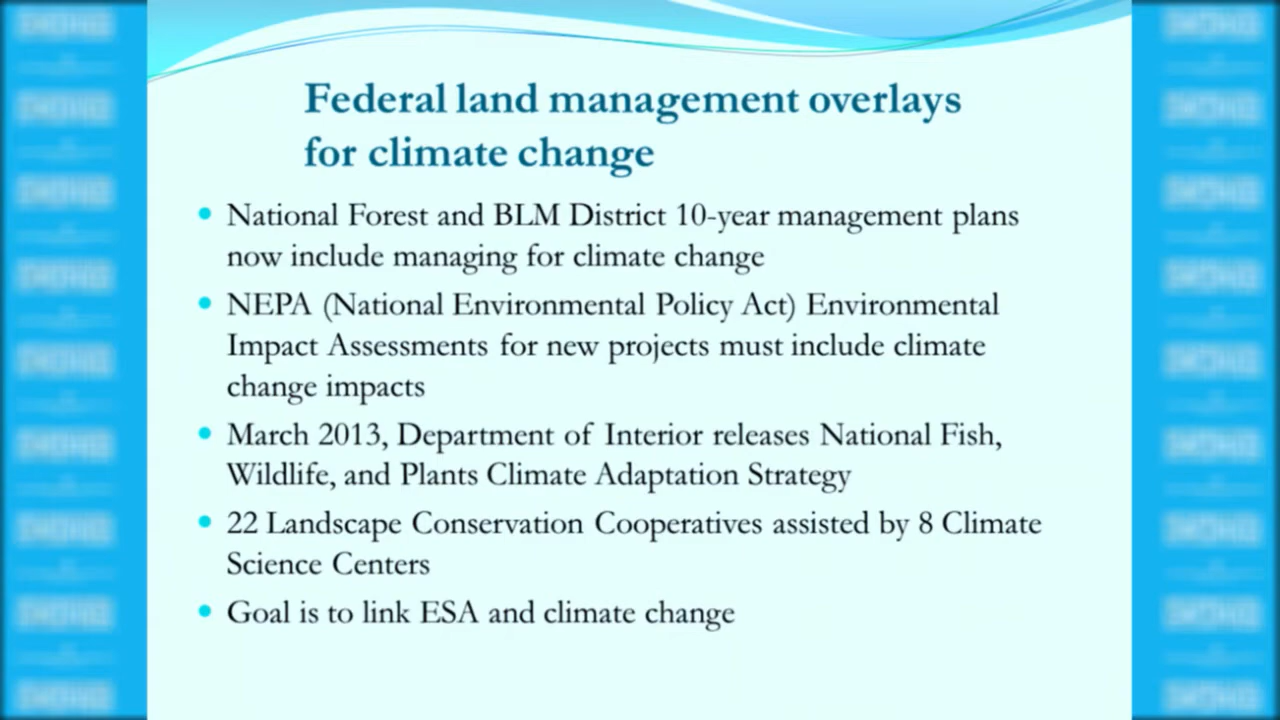 Federal land management overlays
for climate change
• National Forest and BLM District 10-year management plans
now include managing for climate change
• NEPA (National Environmental Policy Act) Environmental
Impact Assessments for new projects must include climate
change impacts
• March 2013, Department of Interior releases National Fish,
Wildlife, and Plants Climate Adaptation Strategy
• 22 Landscape Conservation Cooperatives assisted by 8 Climate
Science Centers
• Goal is to link ESA and climate change